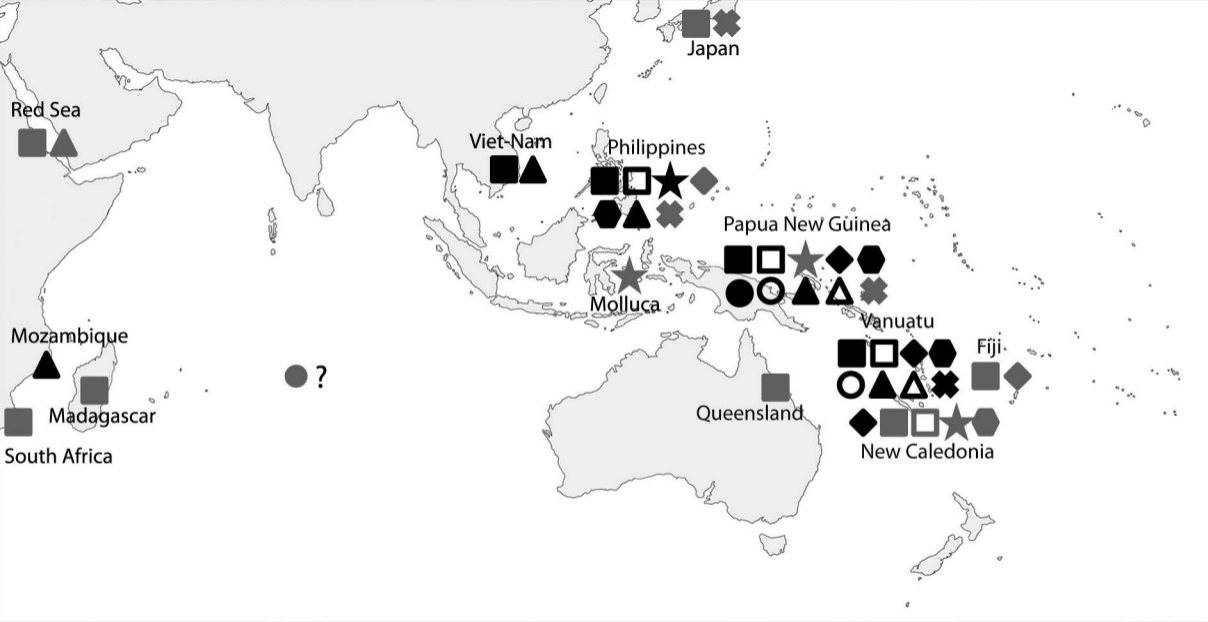 Japan
Red Sea
Viet-Nam
Philippines
Papua New Guinea
Molluca
Vanuatu
Mozambique
Fiji
?
Queensland
Madagascar
New Caledonia
South Africa